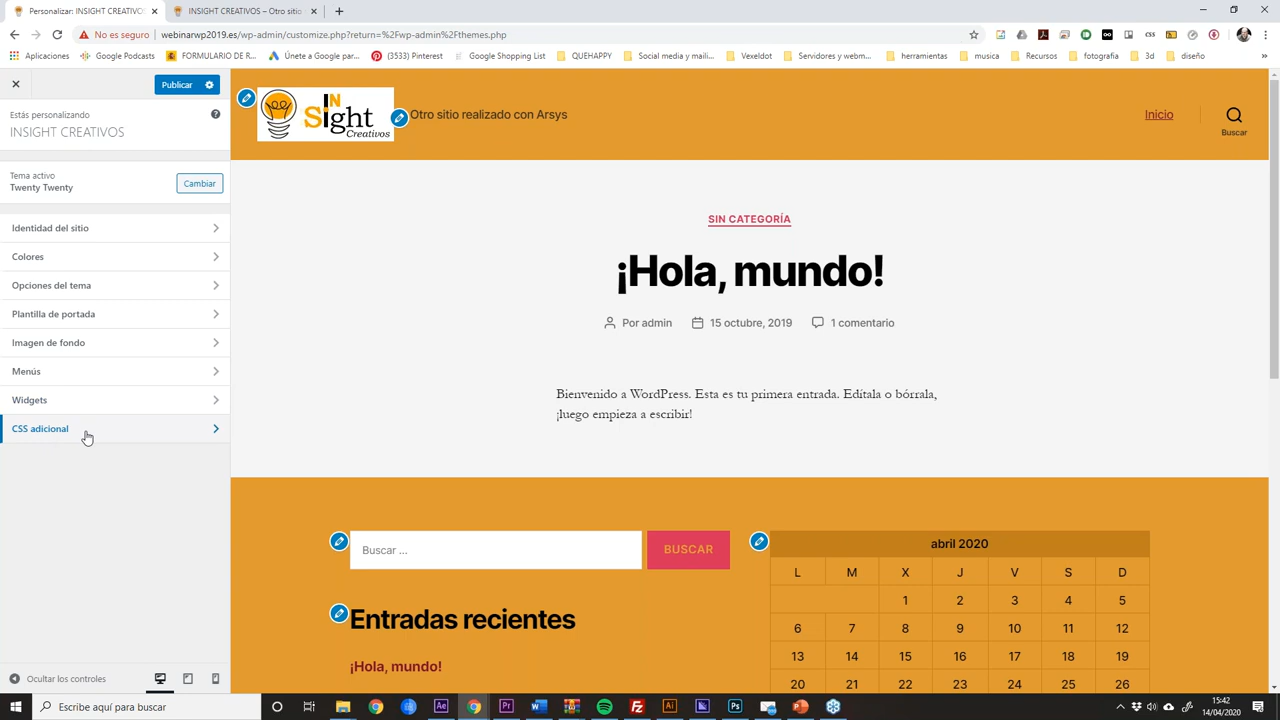 Personalizar: INSIGHT CREATIVOS
INSIGHT CREATIVOS – Otro sitio
No es seguro
webinarwp2019.es/wp-admin/customize.php?return=%2Fwp-admin%2Fthemes.php
Aplicaciones
Google Podcasts
FORMULARIO DE R...
Únete a Google par...
(3533) Pinterest
Google Shopping List
QUEHAPPY
Social media y maili...
Vexeldot
Servidores y webm...
herramientas
musica
Recursos
fotografia
3d
diseño
Publicar
Estás personalizando
INSIGHT CREATIVOS
Tema activo
Twenty Twenty
Cambiar
Identidad del sitio
Colores
Opciones del tema
Plantilla de portada
Imagen de fondo
Menús
Widgets
CSS adicional
Ocultar los controles
IN
Sight
Creativos
Otro sitio realizado con Arsys
Inicio
Buscar
SIN CATEGORÍA
¡Hola, mundo!
Por admin
15 octubre, 2019
1 comentario
Bienvenido a WordPress. Esta es tu primera entrada. Edítala o bórrala,
¡luego empieza a escribir!
Buscar ...
BUSCAR
Entradas recientes
¡Hola, mundo!
abril 2020
L M X J V S D
1 2 3 4 5
6 7 8 9 10 11 12
13 14 15 16 17 18 19
20 21 22 23 24 25 26
Escribe aquí para buscar
15:42
14/04/2020